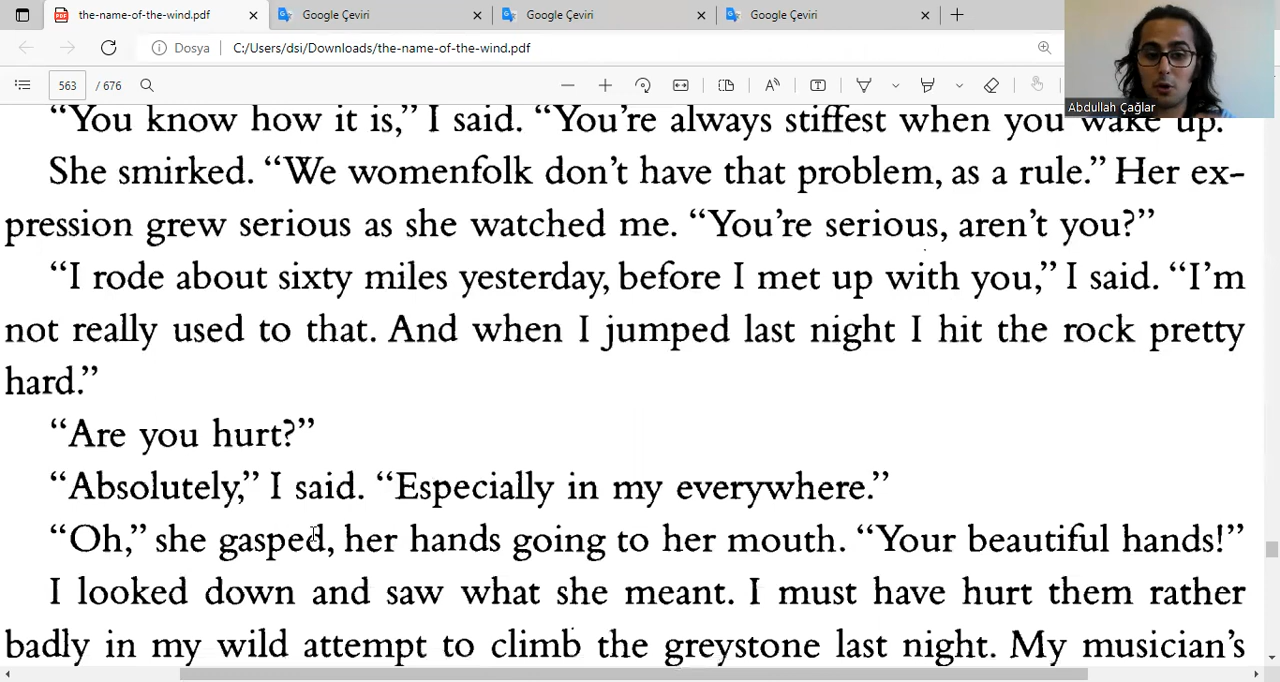 the-name-of-the-wind.pdf Google Çeviri Google Çeviri Google Çeviri
Dosya C:/Users/dsi/Downloads/the-name-of-the-wind.pdf
563 / 676
Abdullah Çağlar
“You know how it is,” I said. “You’re always stiffest when you wake up.”
She smirked. “We womenfolk don’t have that problem, as a rule.” Her ex-
pression grew serious as she watched me. “You’re serious, aren’t you?”
“I rode about sixty miles yesterday, before I met up with you,” I said. “I’m
not really used to that. And when I jumped last night I hit the rock pretty
hard.”
“Are you hurt?”
“Absolutely,” I said. “Especially in my everywhere.”
“Oh,” she gasped, her hands going to her mouth. “Your beautiful hands!”
I looked down and saw what she meant. I must have hurt them rather
badly in my wild attempt to climb the greystone last night. My musician’s